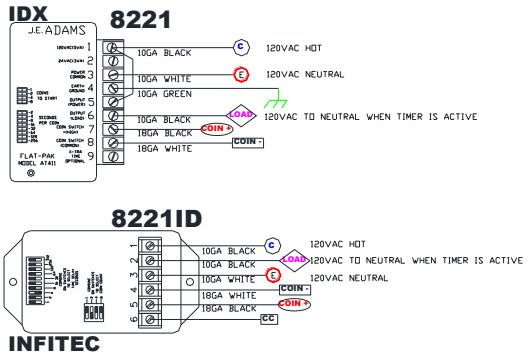 IDX
8221
J.E. ADAMS
120VAC(3VA) 1
24VAC(3VA) 2
POWER
COMMON 3
EARTH
GROUND 4
OUTPUT
(POWER) 5
OUTPUT
(LOAD) 6
COIN SWITCH
(+HIGH) 7
COIN SWITCH
(COMMON) 8
X-TRA
TIME
OPTIONAL 9
COINS
TO START
SECONDS
PER COIN
FLAT-PAK
MODEL AT411
10GA BLACK
C
120VAC HOT
10GA WHITE
E
120VAC NEUTRAL
10GA GREEN
10GA BLACK
LOAD
120VAC TO NEUTRAL WHEN TIMER IS ACTIVE
18GA BLACK
COIN +
18GA WHITE
COIN -
8221ID
1
2
3
4
5
6
10GA BLACK
C
120VAC HOT
10GA BLACK
LOAD
120VAC TO NEUTRAL WHEN TIMER IS ACTIVE
10GA WHITE
E
120VAC NEUTRAL
18GA WHITE
COIN -
18GA BLACK
COIN +
CC
INFITEC